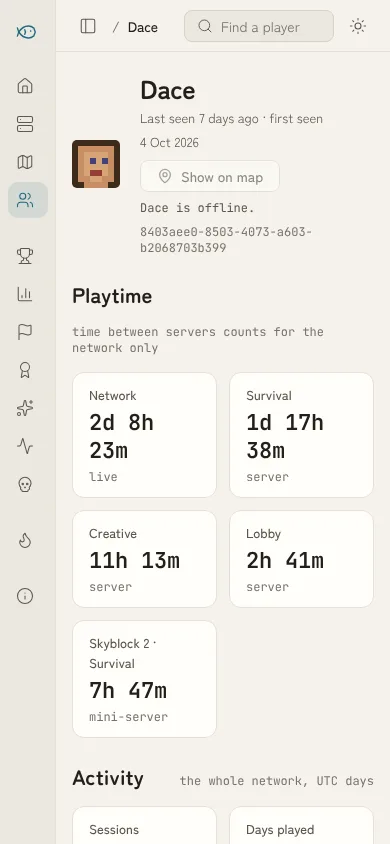 / Dace
Find a player
Dace
Last seen 7 days ago · first seen
4 Oct 2026
Show on map
Dace is offline.
8403aee0-8503-4073-a603-
b2068703b399
Playtime
time between servers counts for the
network only
Network
2d 8h
23m
live
Survival
1d 17h
38m
server
Creative
11h 13m
server
Lobby
2h 41m
server
Skyblock 2 ·
Survival
7h 47m
mini-server
Activity
the whole network, UTC days
Sessions
Days played